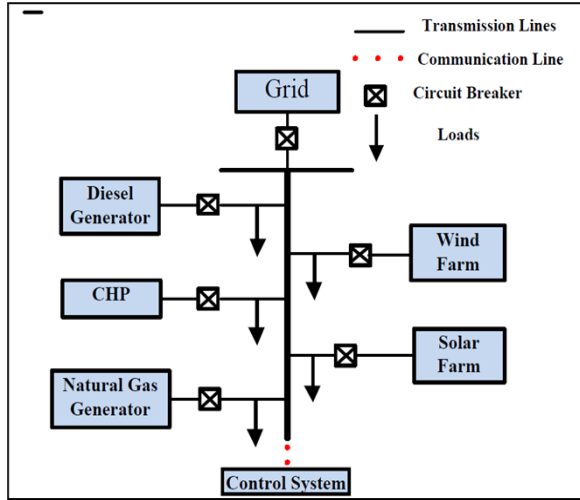 Transmission Lines
Communication Line
Circuit Breaker
Loads
Grid
Diesel
Generator
Wind
Farm
CHP
Solar
Farm
Natural Gas
Generator
Control System